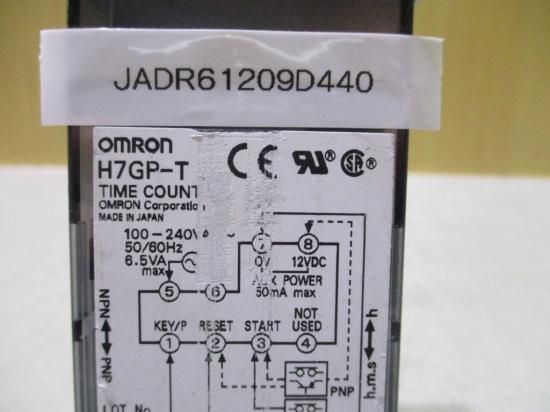 JADR61209D440
OMRON
H7GP-T
TIME COUNT
OMRON Corporation
MADE IN JAPAN
100-240V
50/60Hz
6.5VA
max
7 8
0V 12VDC
AUX POWER
50mA max
5 6
NPN PNP
KEY/P RESET START NOT USED
1 2 3 4
PNP
h.m.s h
LOT No